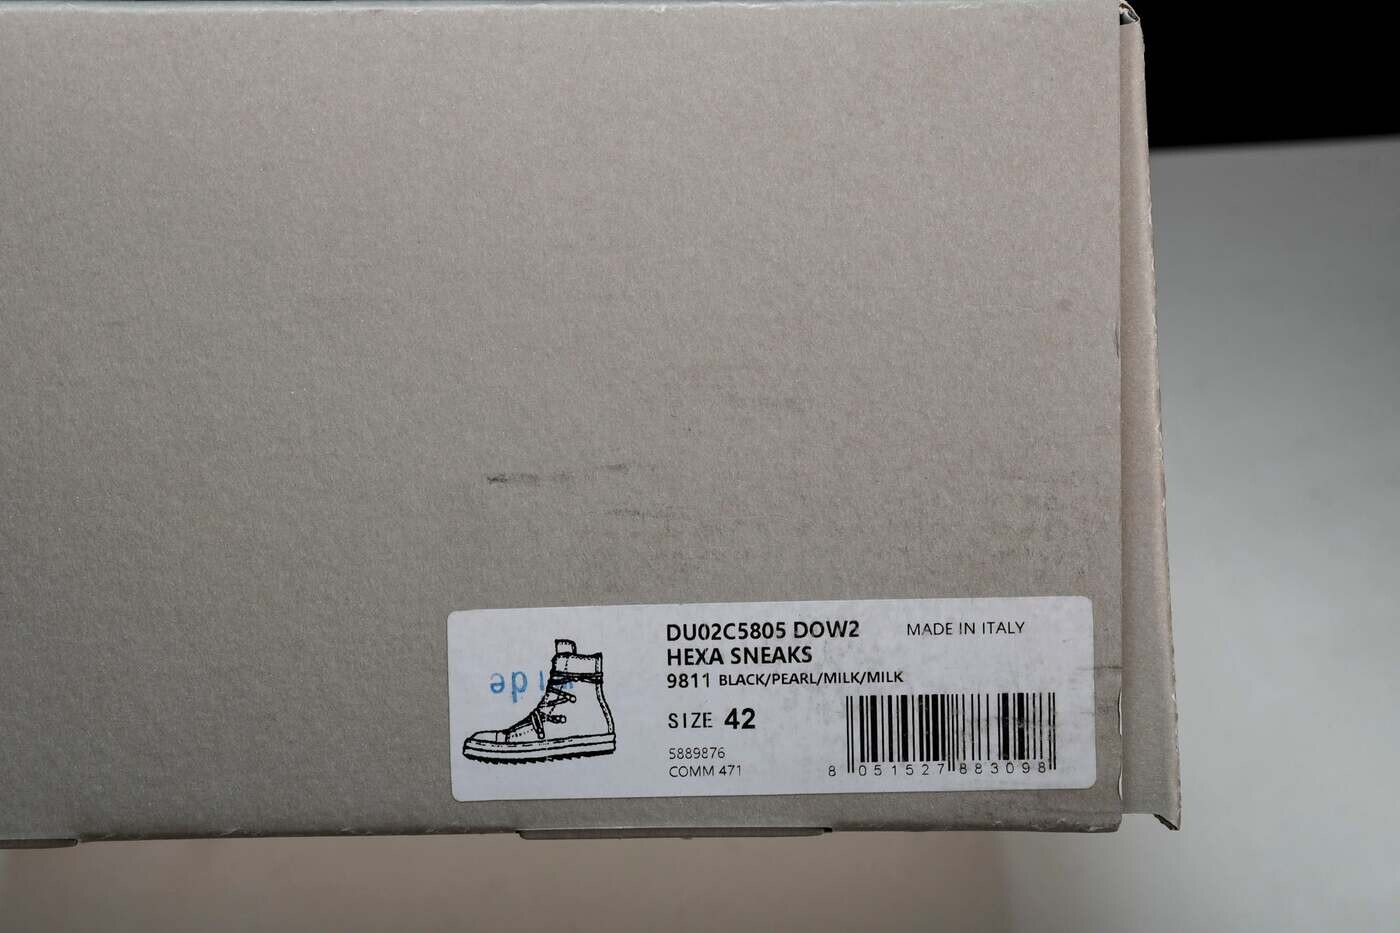 DU02C5805 DOW2
MADE IN ITALY
HEXA SNEAKS
9811 BLACK/PEARL/MILK/MILK
SIZE 42
5889876
COMM 471
8 051527 883098